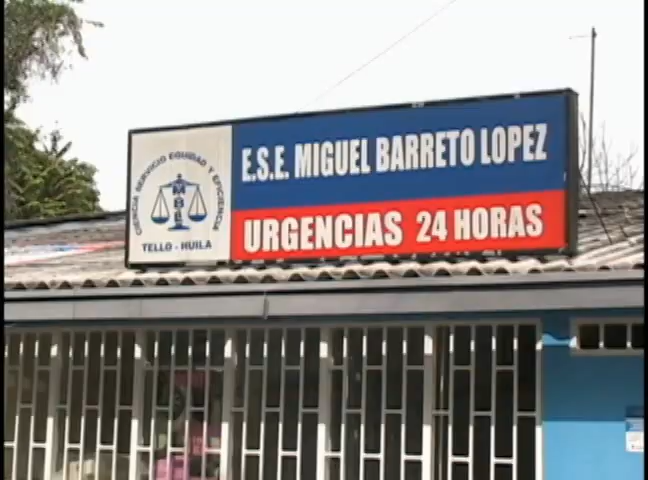 CIENCIA SERVICIO EQUIDAD Y EFICIENCIA
MBL
TELLO - HUILA
E.S.E. MIGUEL BARRETO LOPEZ
URGENCIAS 24 HORAS